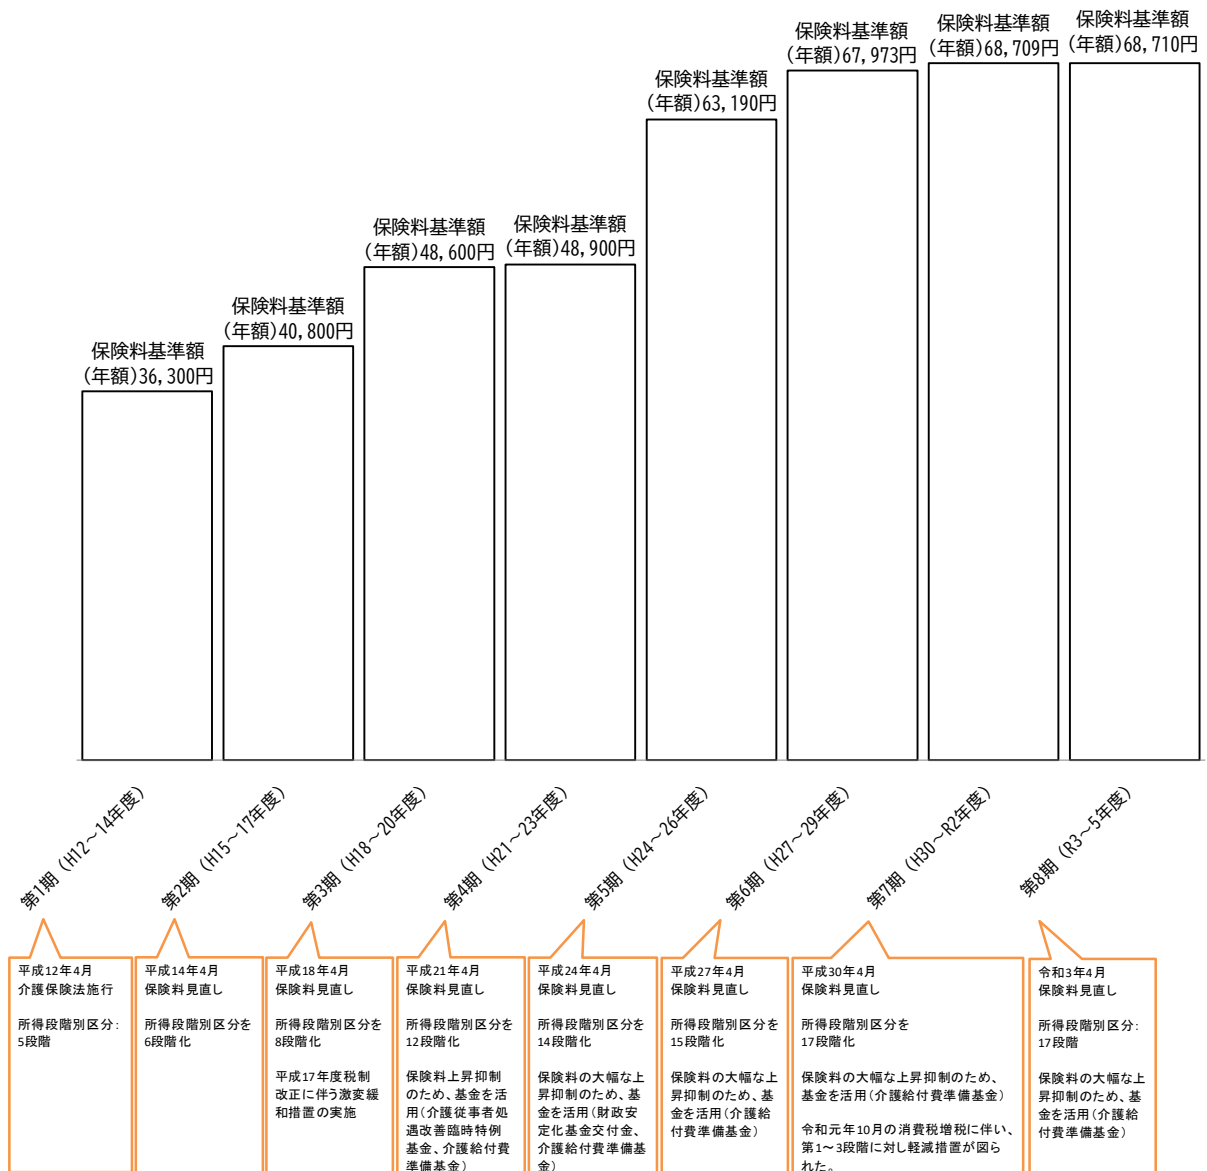 保険料基準額
(年額)36,300円
保険料基準額
(年額)40,800円
保険料基準額
(年額)48,600円
保険料基準額
(年額)48,900円
保険料基準額
(年額)63,190円
保険料基準額
(年額)67,973円
保険料基準額
(年額)68,709円
保険料基準額
(年額)68,710円
第1期（H12～14年度）
第2期（H15～17年度）
第3期（H18～20年度）
第4期（H21～23年度）
第5期（H24～26年度）
第6期（H27～29年度）
第7期（H30～R2年度）
第8期（R3～5年度）
平成12年4月
介護保険法施行
所得段階別区分：
5段階
平成14年4月
保険料見直し
所得段階別区分を
6段階化
平成18年4月
保険料見直し
所得段階別区分を
8段階化
平成17年度税制
改正に伴う激変緩
和措置の実施
平成21年4月
保険料見直し
所得段階別区分を
12段階化
保険料上昇抑制
のため、基金を活
用（介護従事者処
遇改善臨時特例
基金、介護給付費
準備基金）
平成24年4月
保険料見直し
所得段階別区分を
14段階化
保険料の大幅な上
昇抑制のため、基
金を活用（財政安
定化基金交付金、
介護給付費準備基
金）
平成27年4月
保険料見直し
所得段階別区分を
15段階化
保険料の大幅な上
昇抑制のため、基
金を活用（介護給
付費準備基金）
平成30年4月
保険料見直し
所得段階別区分を
17段階化
保険料の大幅な上昇抑制のため、
基金を活用（介護給付費準備基金）
令和元年10月の消費税増税に伴い、
第1～3段階に対し軽減措置が図ら
れた。
令和3年4月
保険料見直し
所得段階別区分：
17段階
保険料の大幅な上
昇抑制のため、基
金を活用（介護給
付費準備基金）